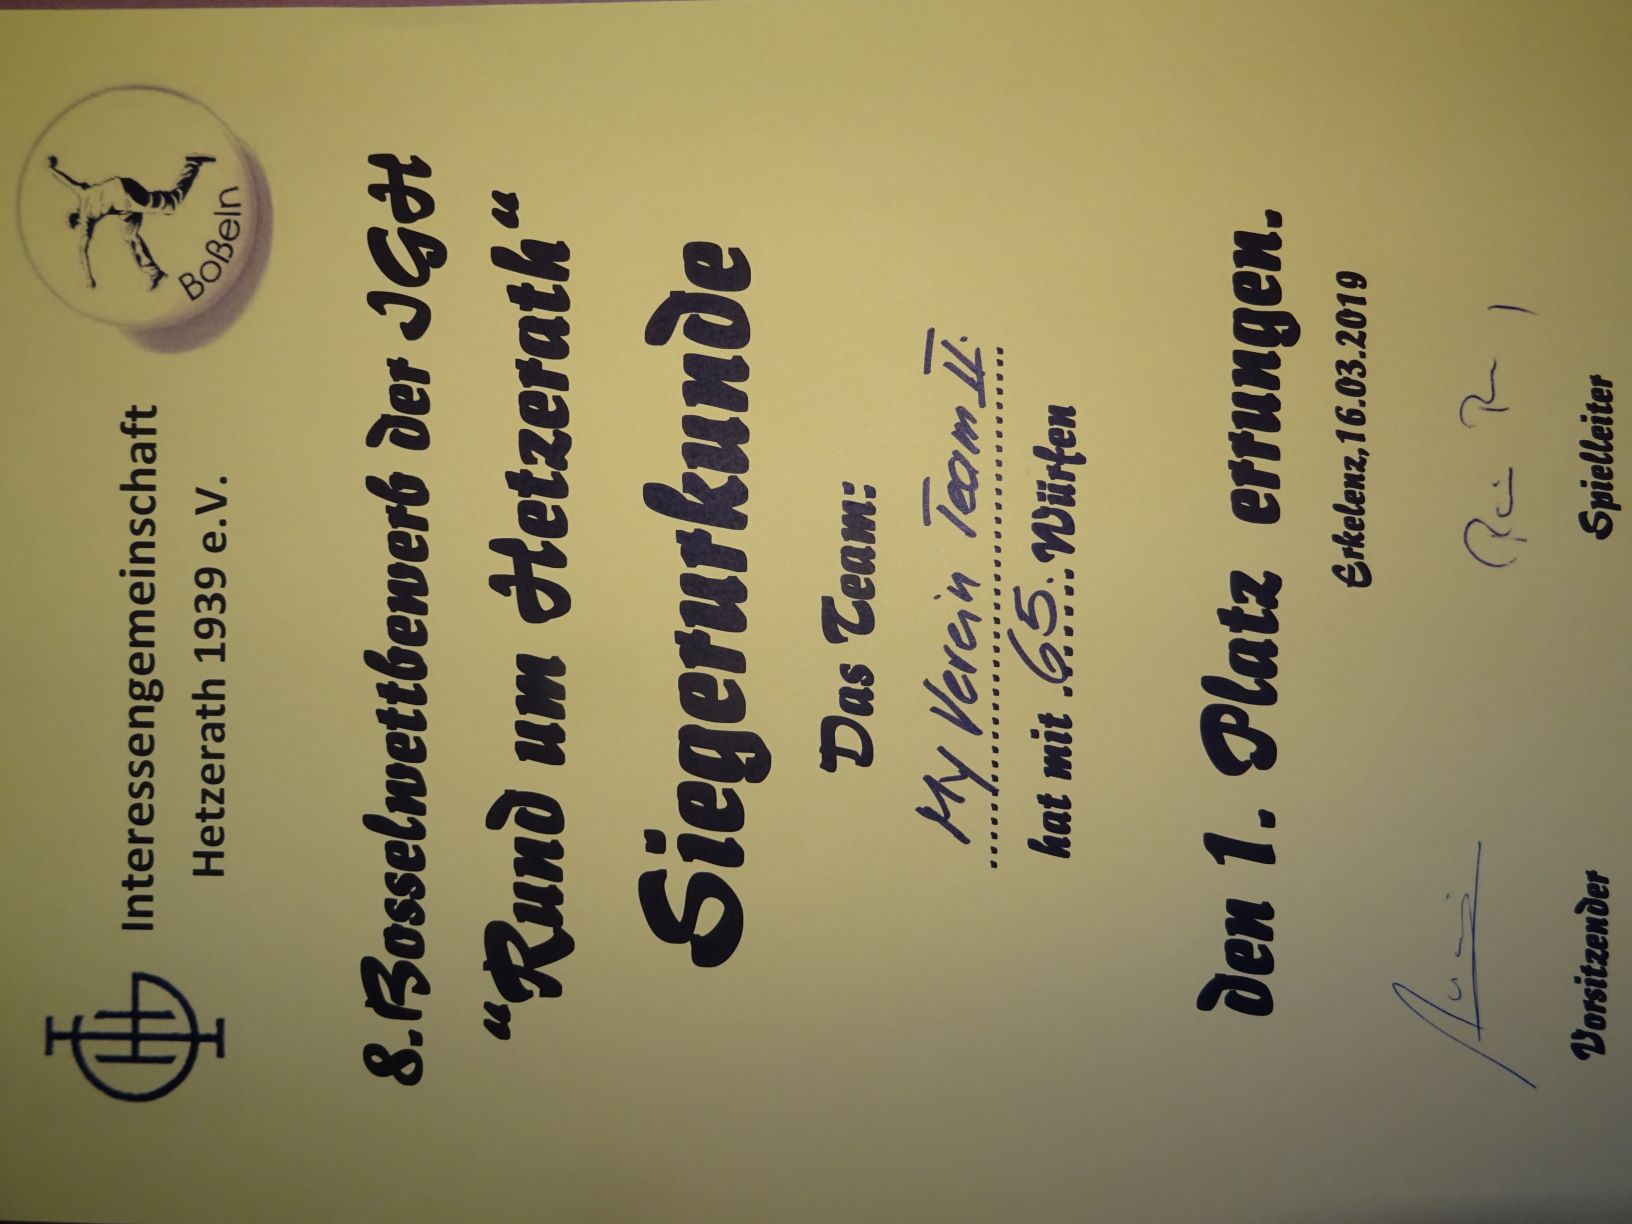 Interessengemeinschaft
Hetzerath 1939 e.V.
Boßeln
8.Bosselwettbewerb der IGH
“Rund um Hetzerath“
Siegerurkunde
Das Team:
My Verein Team II.
hat mit 65 Würfen
den 1. Platz errungen.
Erkelenz,16.03.2019
Vorsitzender Spielleiter